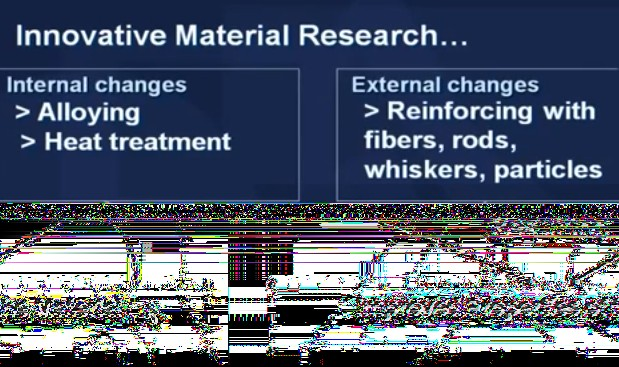 Innovative Material Research...
Internal changes
> Alloying
> Heat treatment
External changes
> Reinforcing with
fibers, rods,
whiskers, particles